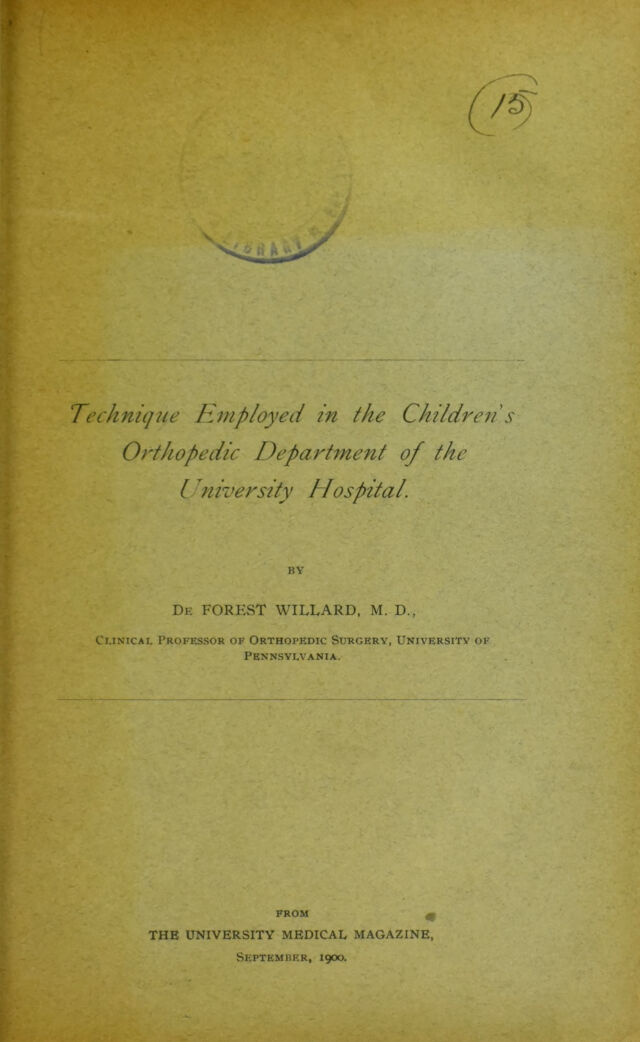 15
LIBRARY
Technique Employed in the Children's
Orthopedic Department of the
University Hospital.
BY
De FOREST WILLARD, M. D.,
Clinical Professor of Orthopedic Surgery, University of
Pennsylvania.
FROM
THE UNIVERSITY MEDICAL MAGAZINE,
September, 1900.